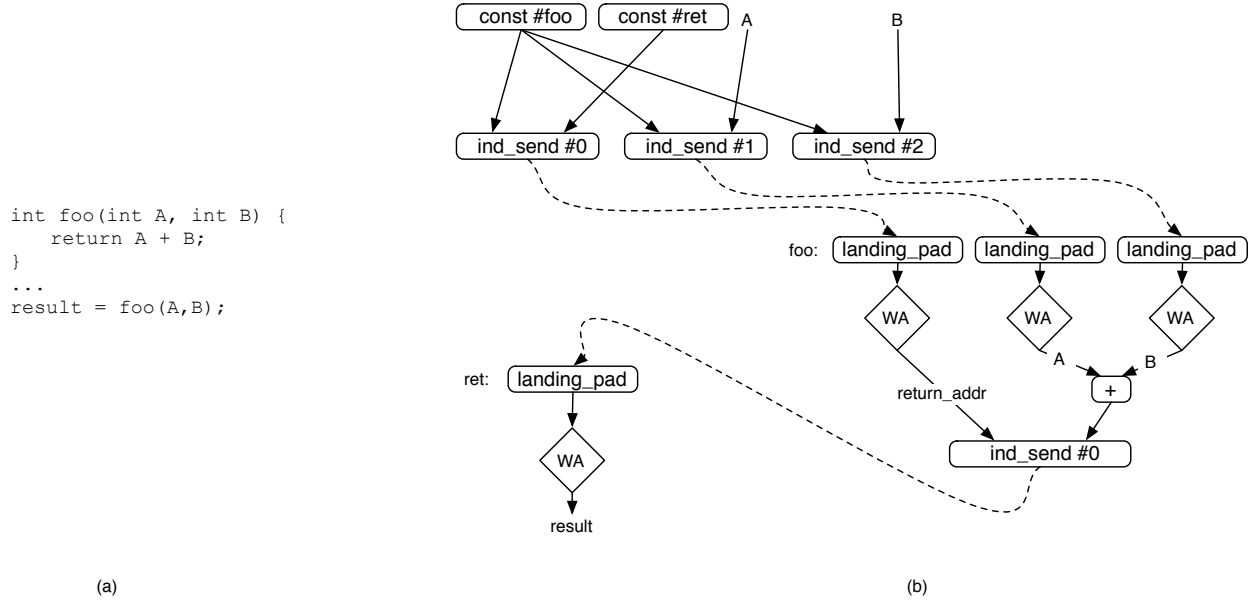 const #foo
const #ret
A
B
ind_send #0
ind_send #1
ind_send #2
int foo(int A, int B) {
return A + B;
}
...
result = foo(A,B);
foo:
landing_pad
landing_pad
landing_pad
WA
WA
WA
A
B
ret:
landing_pad
return_addr
+
WA
ind_send #0
result
(a)
(b)